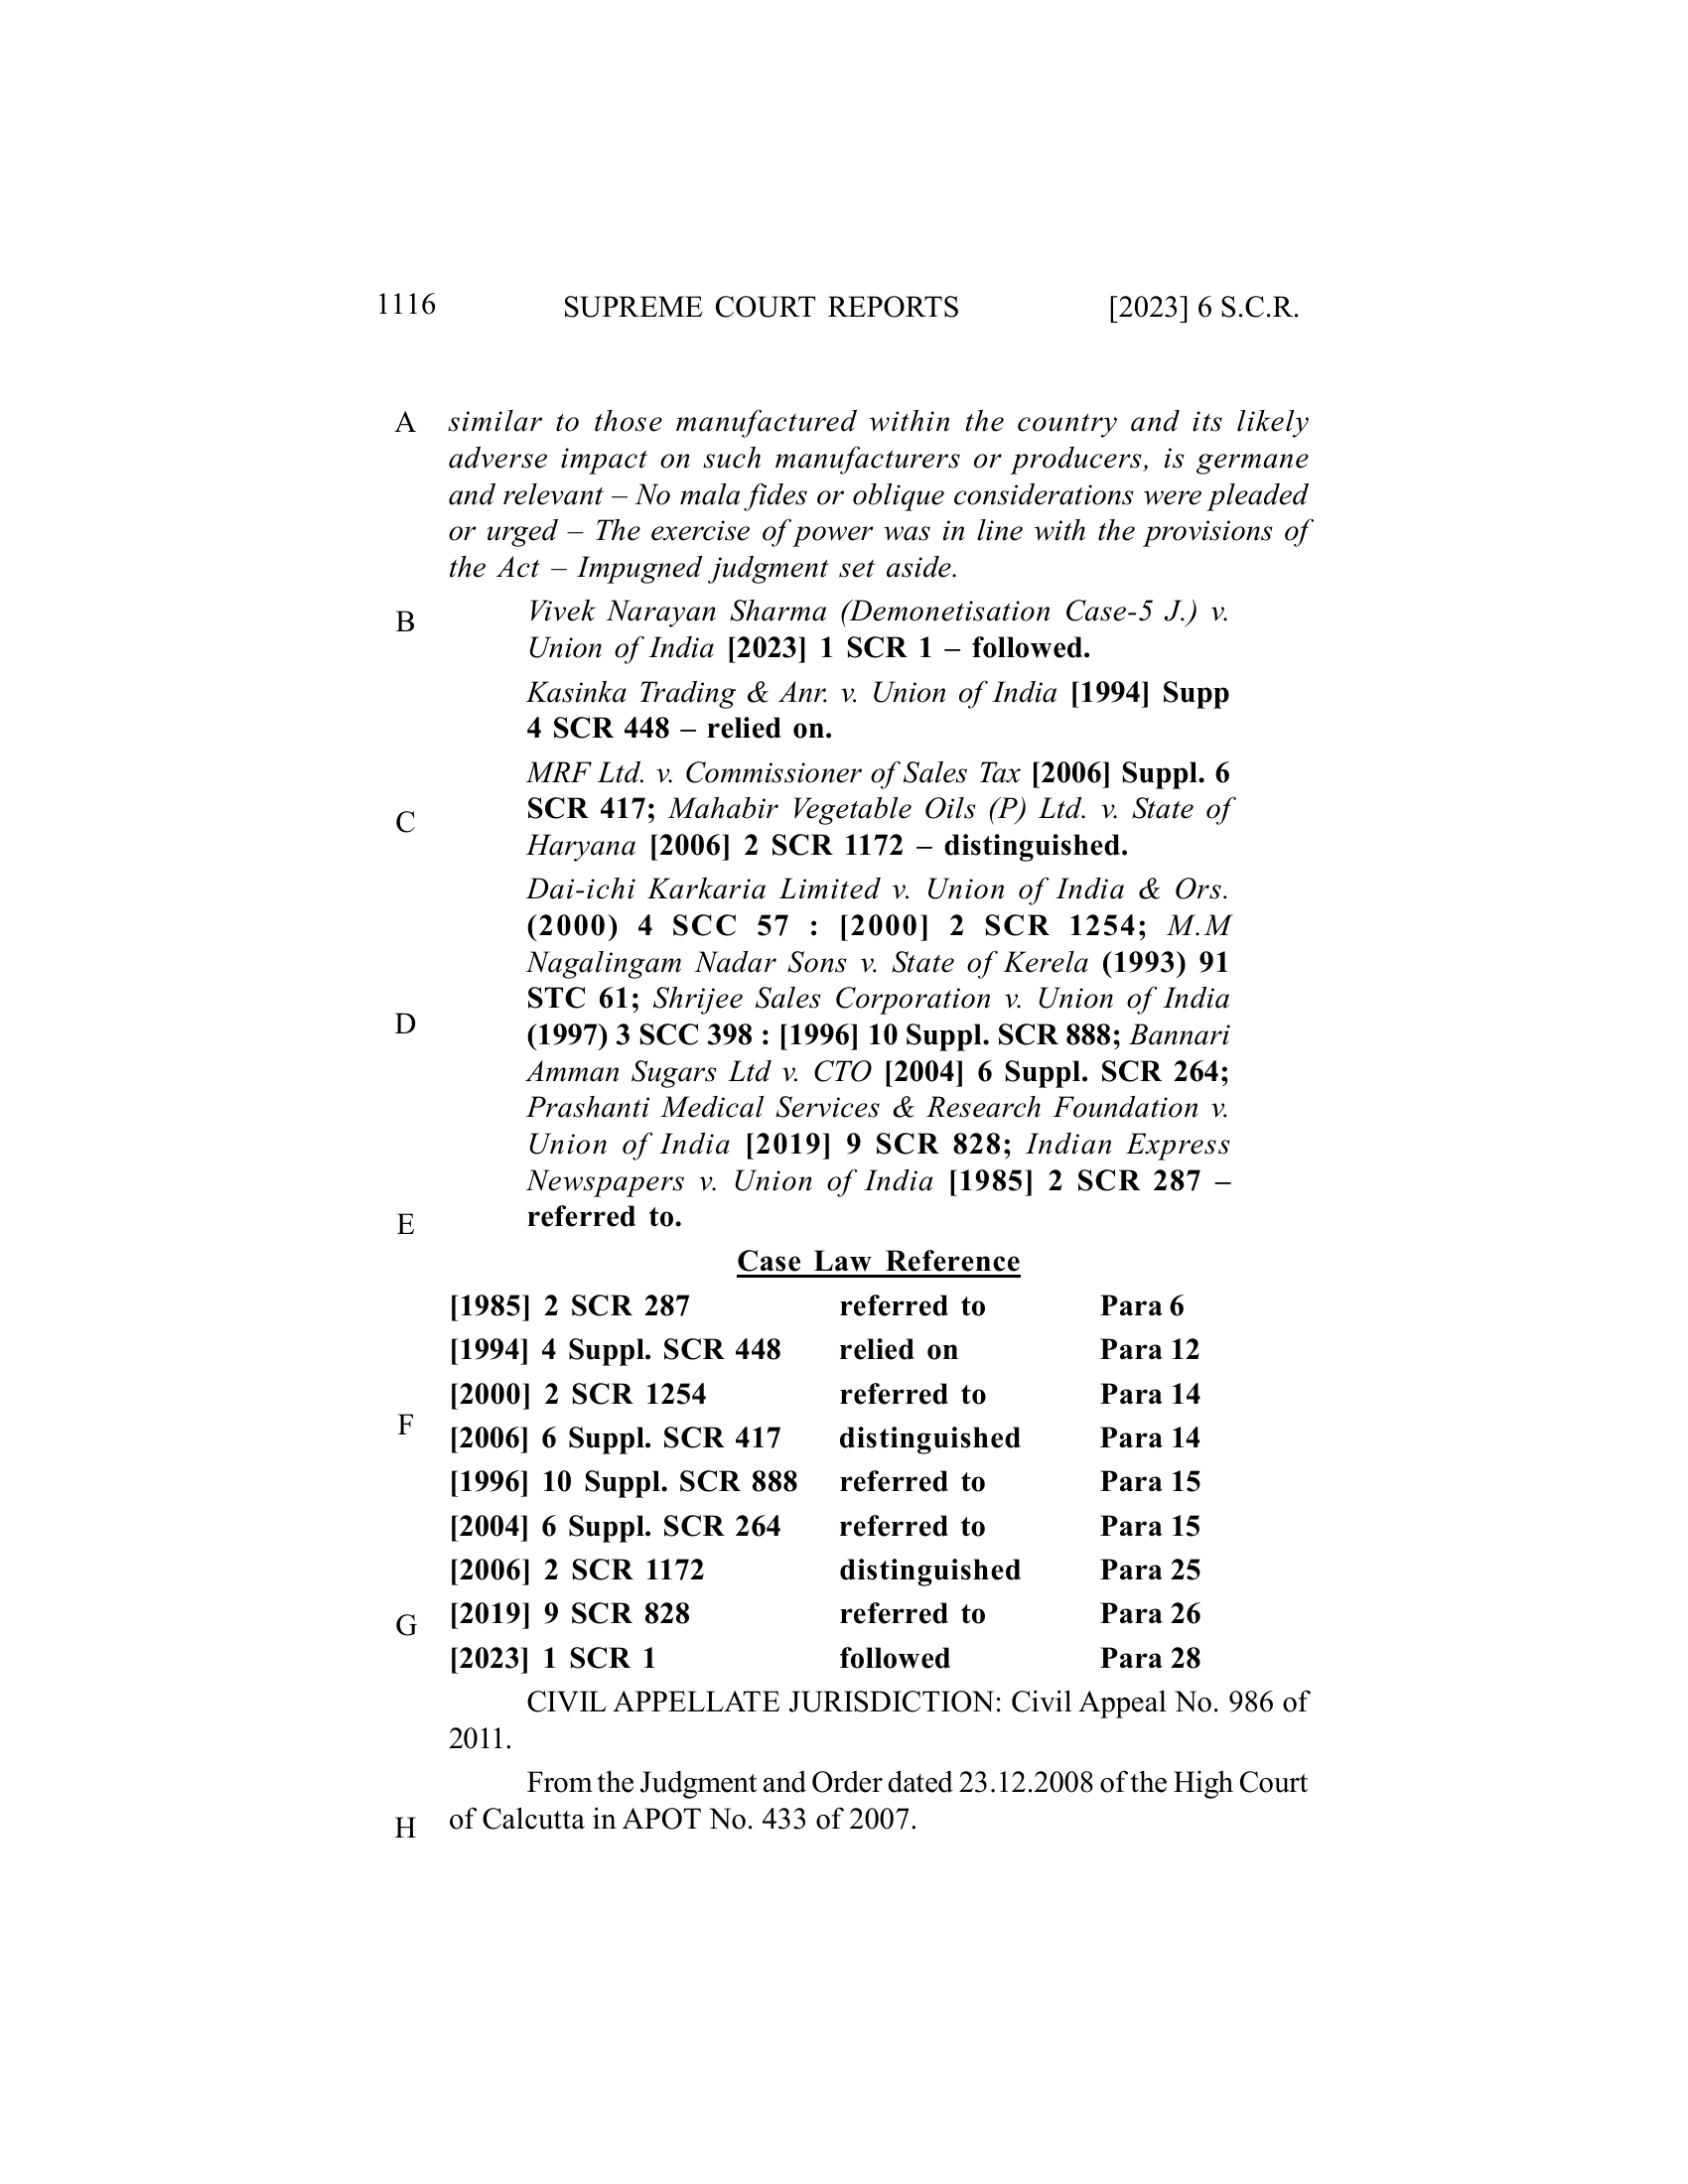 1116 SUPREME COURT REPORTS [2023] 6 S.C.R.
A similar to those manufactured within the country and its likely
adverse impact on such manufacturers or producers, is germane
and relevant – No mala fides or oblique considerations were pleaded
or urged – The exercise of power was in line with the provisions of
the Act – Impugned judgment set aside.
B Vivek Narayan Sharma (Demonetisation Case-5 J.) v.
Union of India [2023] 1 SCR 1 – followed.
Kasinka Trading & Anr. v. Union of India [1994] Supp
4 SCR 448 – relied on.
MRF Ltd. v. Commissioner of Sales Tax [2006] Suppl. 6
C SCR 417; Mahabir Vegetable Oils (P) Ltd. v. State of
Haryana [2006] 2 SCR 1172 – distinguished.
Dai-ichi Karkaria Limited v. Union of India & Ors.
(2000) 4 SCC 57 : [2000] 2 SCR 1254; M.M
Nagalingam Nadar Sons v. State of Kerela (1993) 91
STC 61; Shrijee Sales Corporation v. Union of India
D (1997) 3 SCC 398 : [1996] 10 Suppl. SCR 888; Bannari
Amman Sugars Ltd v. CTO [2004] 6 Suppl. SCR 264;
Prashanti Medical Services & Research Foundation v.
Union of India [2019] 9 SCR 828; Indian Express
Newspapers v. Union of India [1985] 2 SCR 287 –
E referred to.
Case Law Reference
[1985] 2 SCR 287 referred to Para 6
[1994] 4 Suppl. SCR 448 relied on Para 12
[2000] 2 SCR 1254 referred to Para 14
F [2006] 6 Suppl. SCR 417 distinguished Para 14
[1996] 10 Suppl. SCR 888 referred to Para 15
[2004] 6 Suppl. SCR 264 referred to Para 15
[2006] 2 SCR 1172 distinguished Para 25
G [2019] 9 SCR 828 referred to Para 26
[2023] 1 SCR 1 followed Para 28
CIVIL APPELLATE JURISDICTION: Civil Appeal No. 986 of
2011.
From the Judgment and Order dated 23.12.2008 of the High Court
H of Calcutta in APOT No. 433 of 2007.